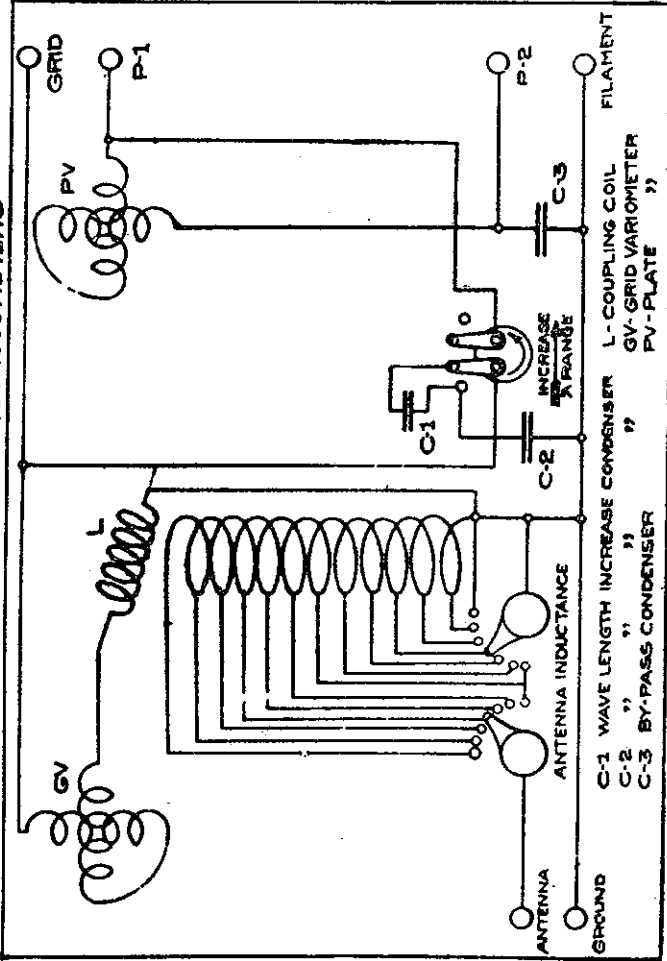 GV
L
PV
GRID
P-1
C-1
C-2
INCREASE
λ RANGE
C-3
P-2
ANTENNA
ANTENNA INDUCTANCE
GROUND
FILAMENT
C-1 WAVE LENGTH INCREASE CONDENSER L - COUPLING COIL
C-2 " " " " GV - GRID VARIOMETER
C-3 BY-PASS CONDENSER PV - PLATE "